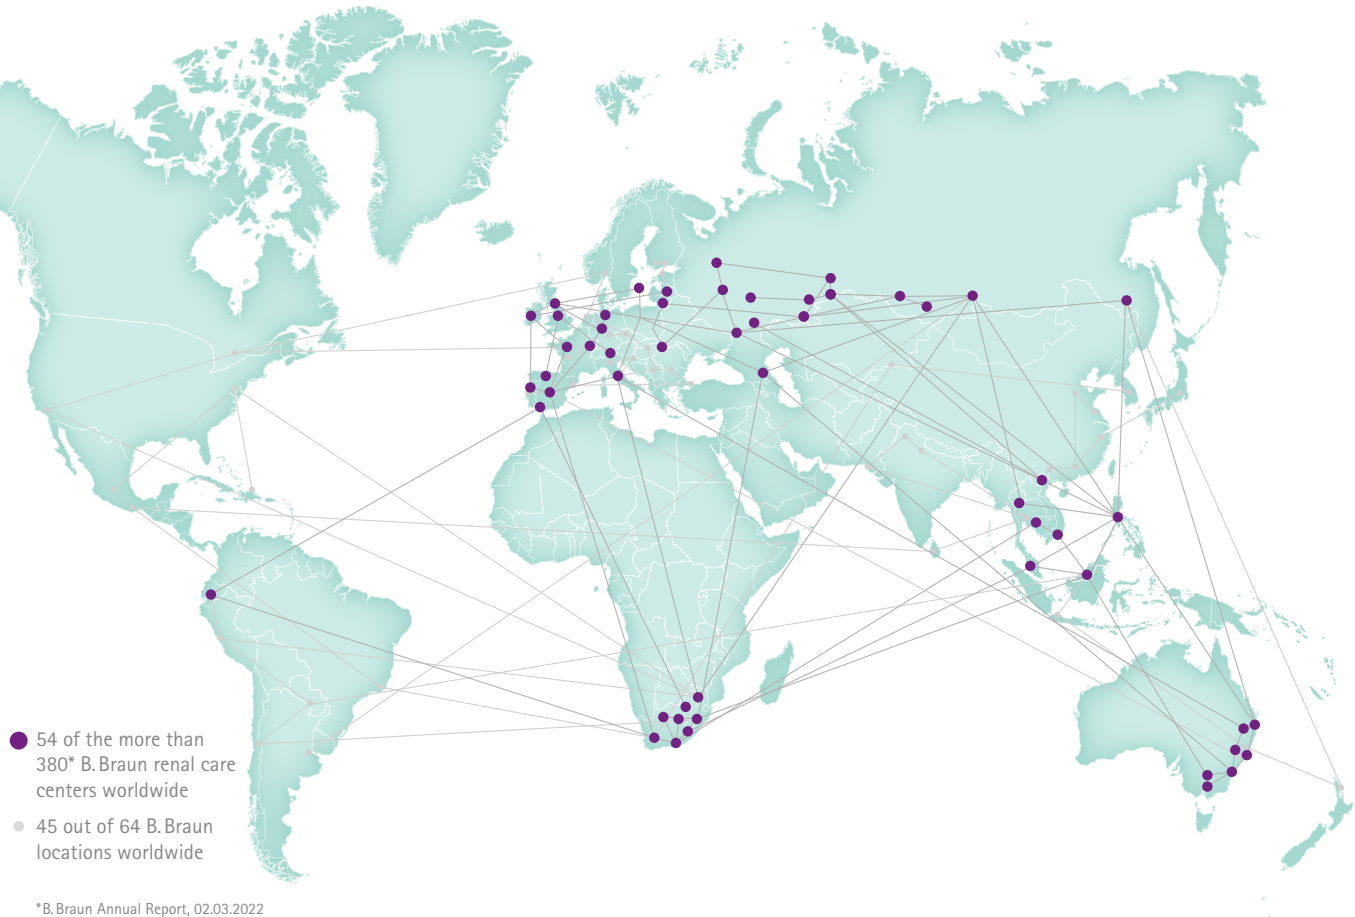 54 of the more than
380* B. Braun renal care
centers worldwide
45 out of 64 B. Braun
locations worldwide
*B. Braun Annual Report, 02.03.2022